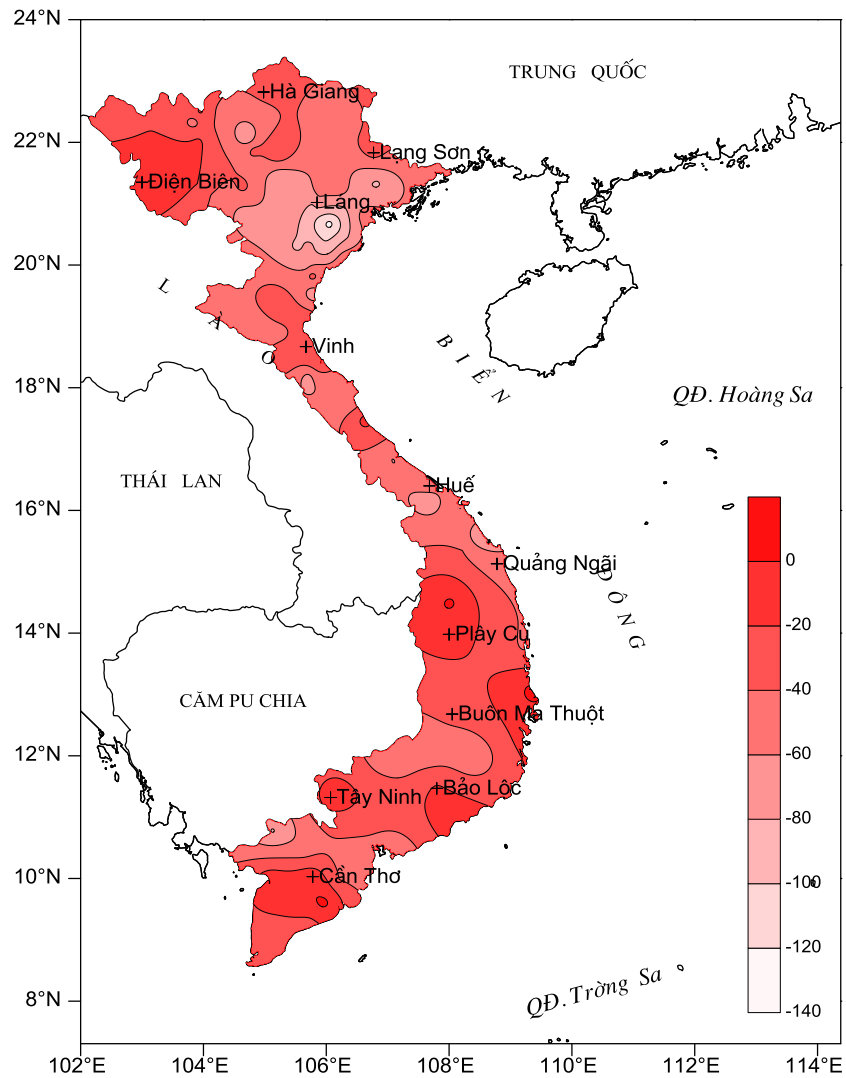 24°N
TRUNG QUỐC
Hà Giang
22°N
Lạng Sơn
Điện Biên
Láng
20°N
L À O
BIỂN
Vinh
18°N
QĐ. Hoàng Sa
THÁI LAN
Huế
16°N
Quảng Ngãi
ĐÔNG
0
-20
14°N
Plây Cu
-40
CĂM PU CHIA
Buôn Ma Thuột
12°N
-60
Bảo Lộc
Tây Ninh
-80
10°N
Cần Thơ
-100
-120
QĐ. Trờng Sa
8°N
-140
102°E
104°E
106°E
108°E
110°E
112°E
114°E